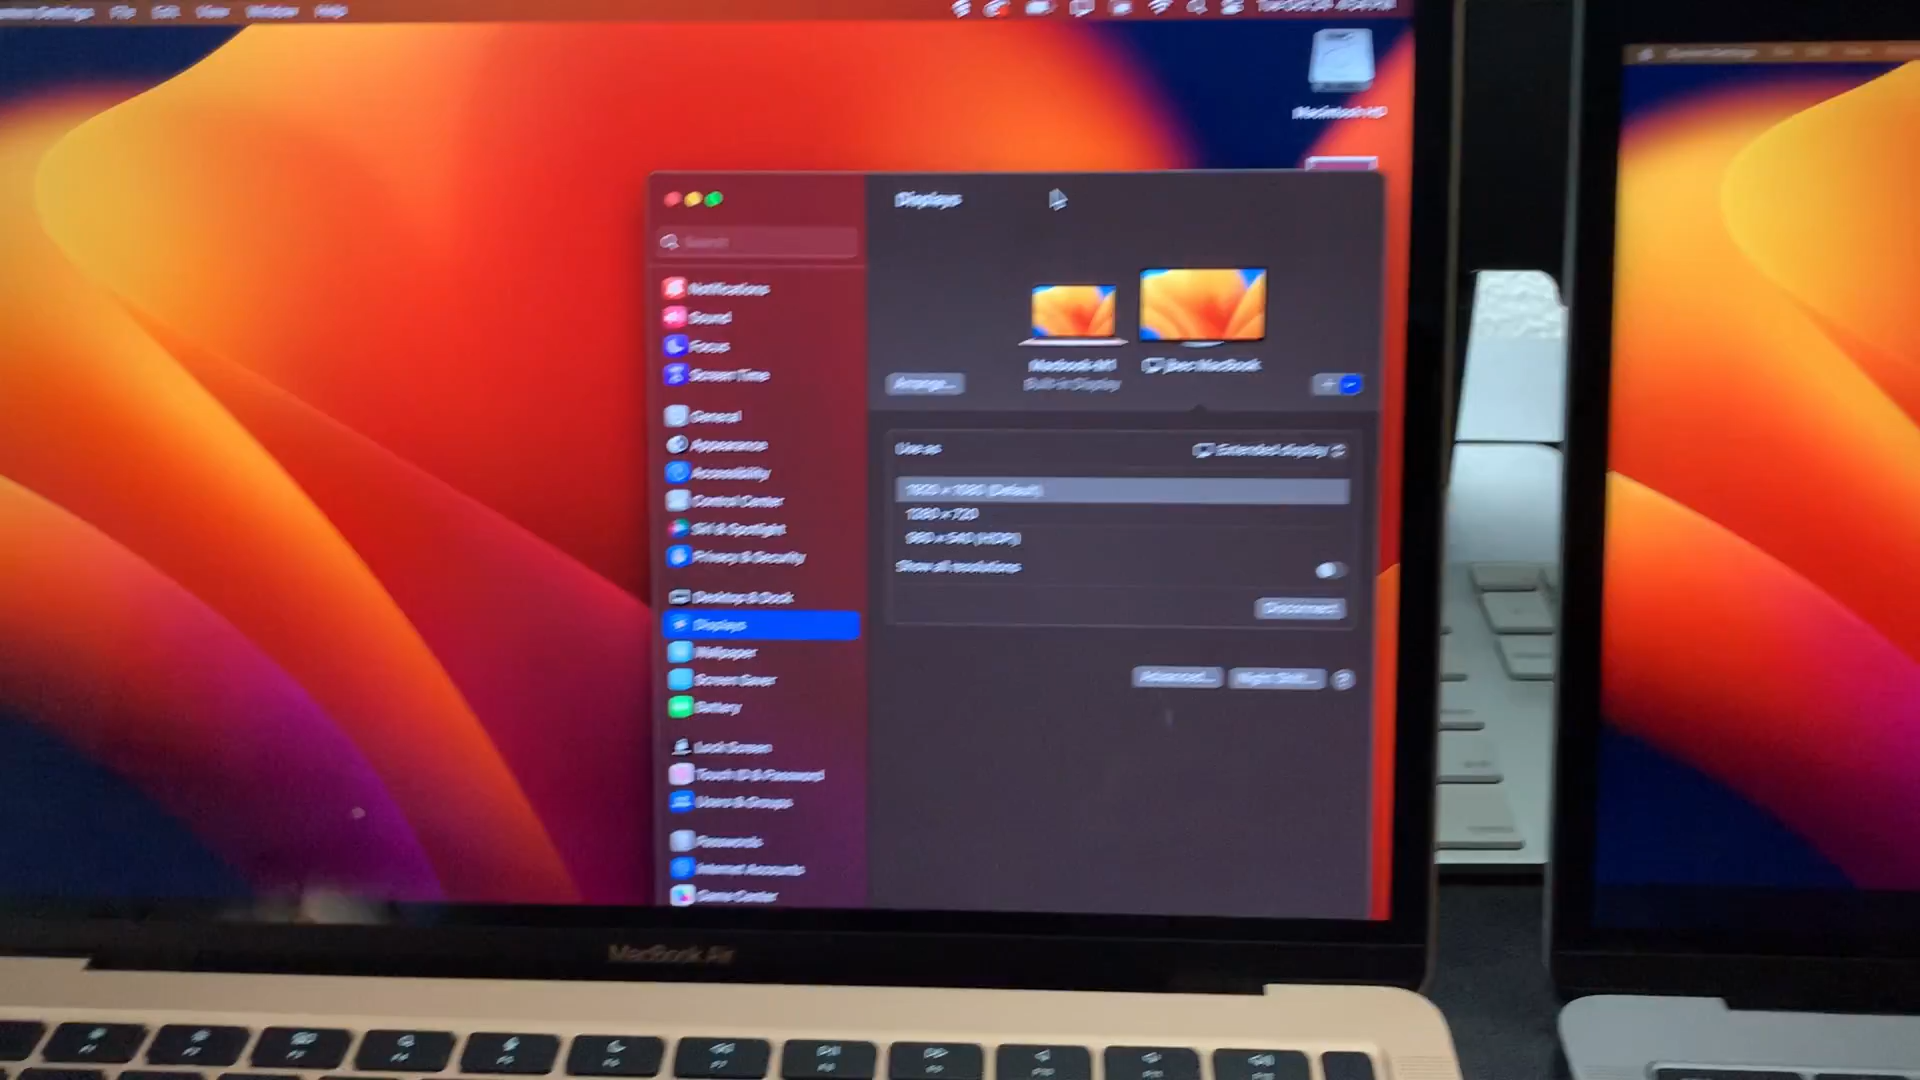 System Settings File Edit View Window Help
Macintosh HD
Displays
Search
Notifications
Sound
Focus
Screen Time
Macbook-M1
Built-in Display
MacBook
Arrange...
General
Appearance
Accessibility
Control Center
Siri & Spotlight
Privacy & Security
Use as
Extended display
1920 × 1080 (Default)
1280 × 720
960 × 540 (HiDPI)
Show all resolutions
Disconnect
Desktop & Dock
Displays
Wallpaper
Screen Saver
Battery
Advanced...
Night Shift...
?
Lock Screen
Touch ID & Password
Users & Groups
Passwords
Internet Accounts
Game Center
MacBook Air